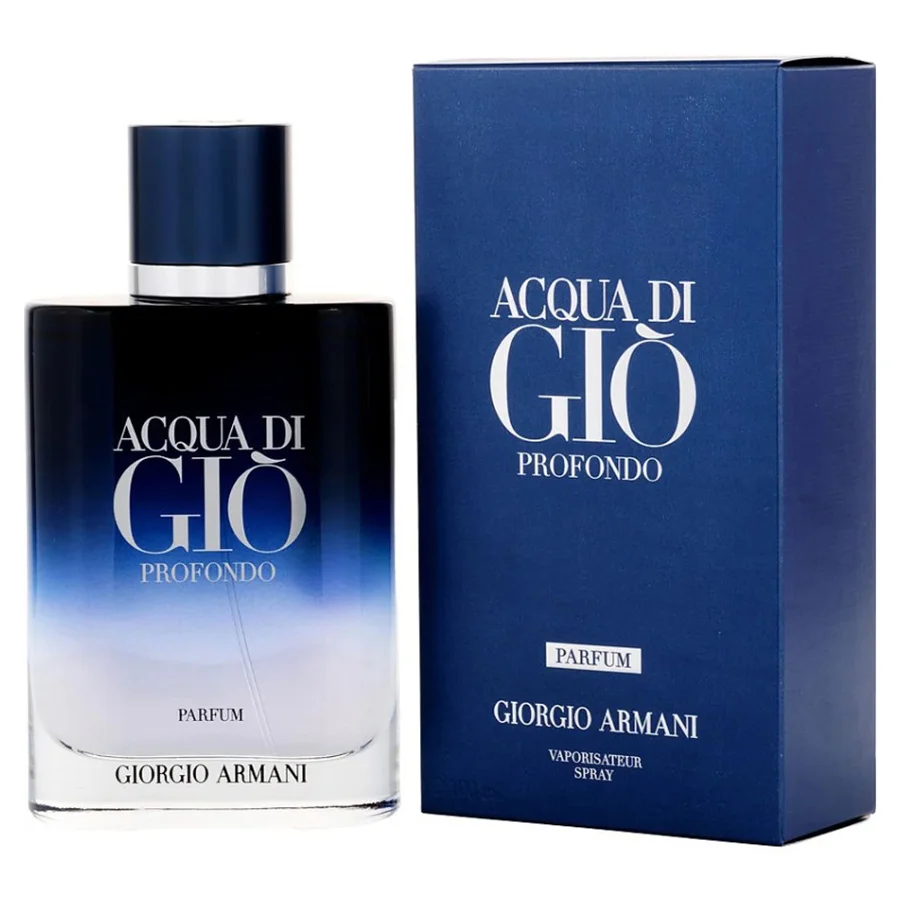 ACQUA DI
GIÒ
PROFONDO
PARFUM
GIORGIO ARMANI
ACQUA DI
GIÒ
PROFONDO
PARFUM
GIORGIO ARMANI
VAPORISATEUR
SPRAY